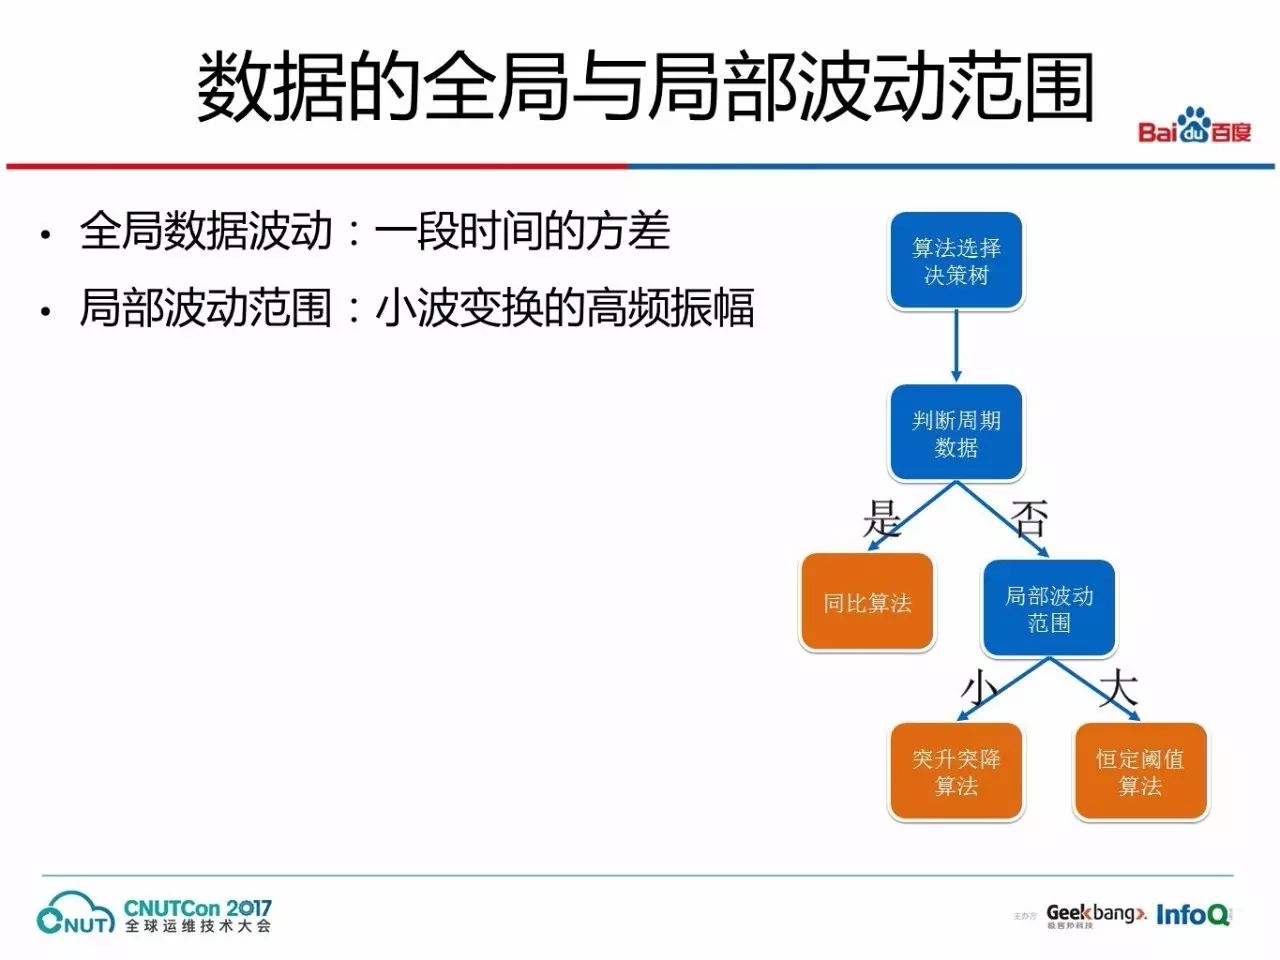 数据的全局与局部波动范围
Bai du 百度
• 全局数据波动：一段时间的方差
• 局部波动范围：小波变换的高频振幅
算法选择
决策树
判断周期
数据
是
否
同比算法
局部波动
范围
小
大
突升突降
算法
恒定阈值
算法
CNUT
CNUTCon 2017
全球运维技术大会
主办方
Geekbang>.
极客邦科技
InfoQ